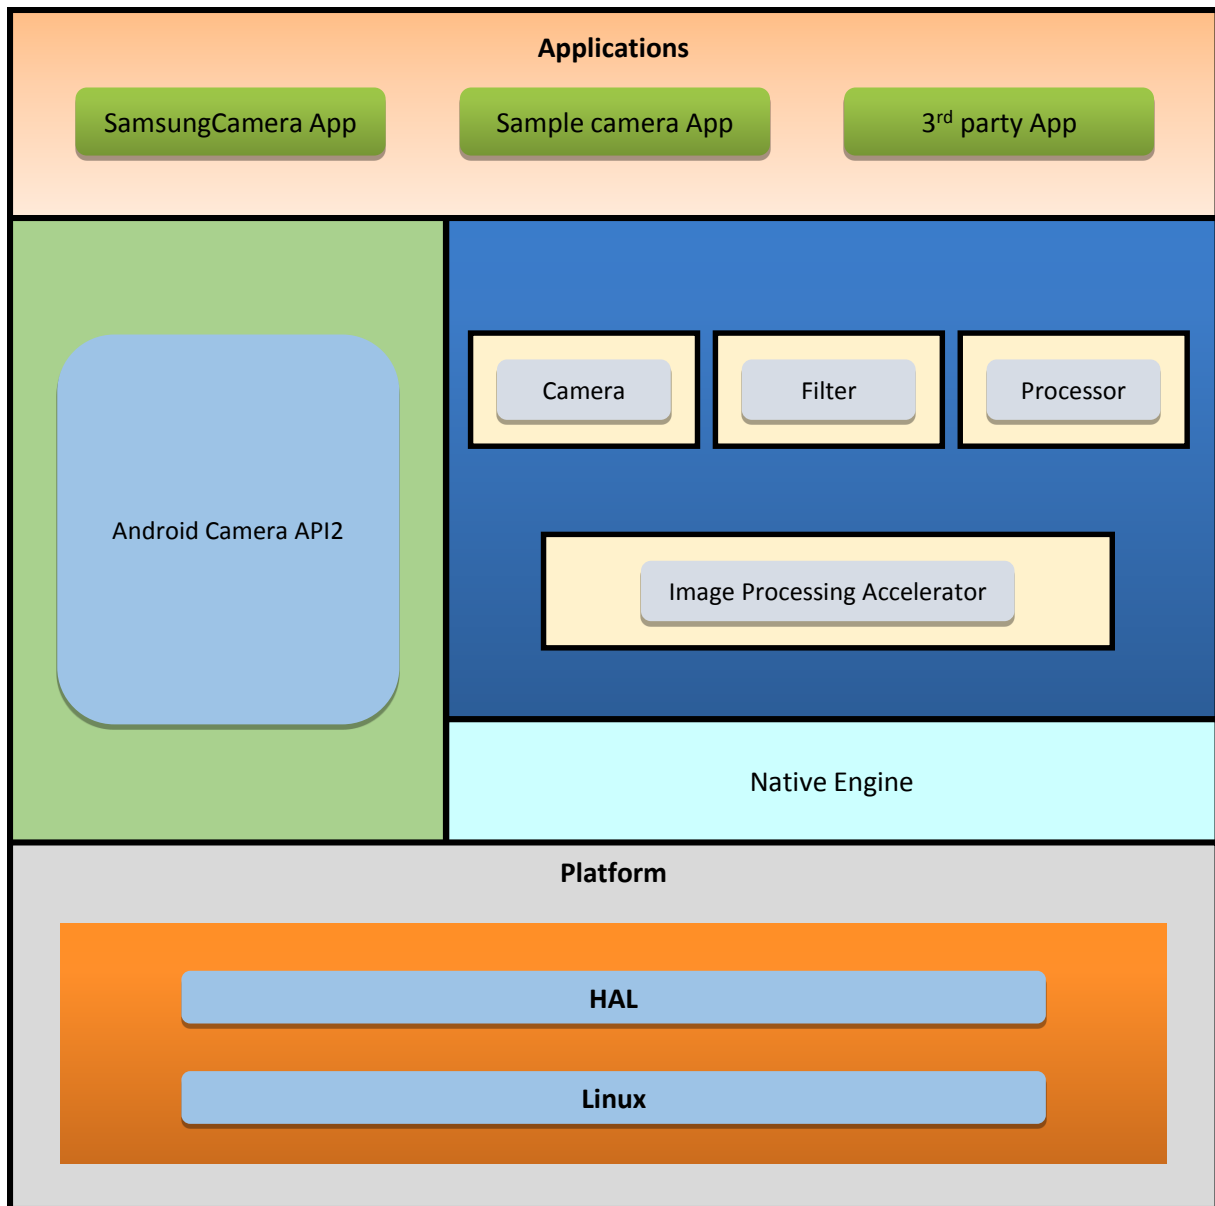 Applications
SamsungCamera App
Sample camera App
3rd party App
Camera
Filter
Processor
Android Camera API2
Image Processing Accelerator
Native Engine
Platform
HAL
Linux